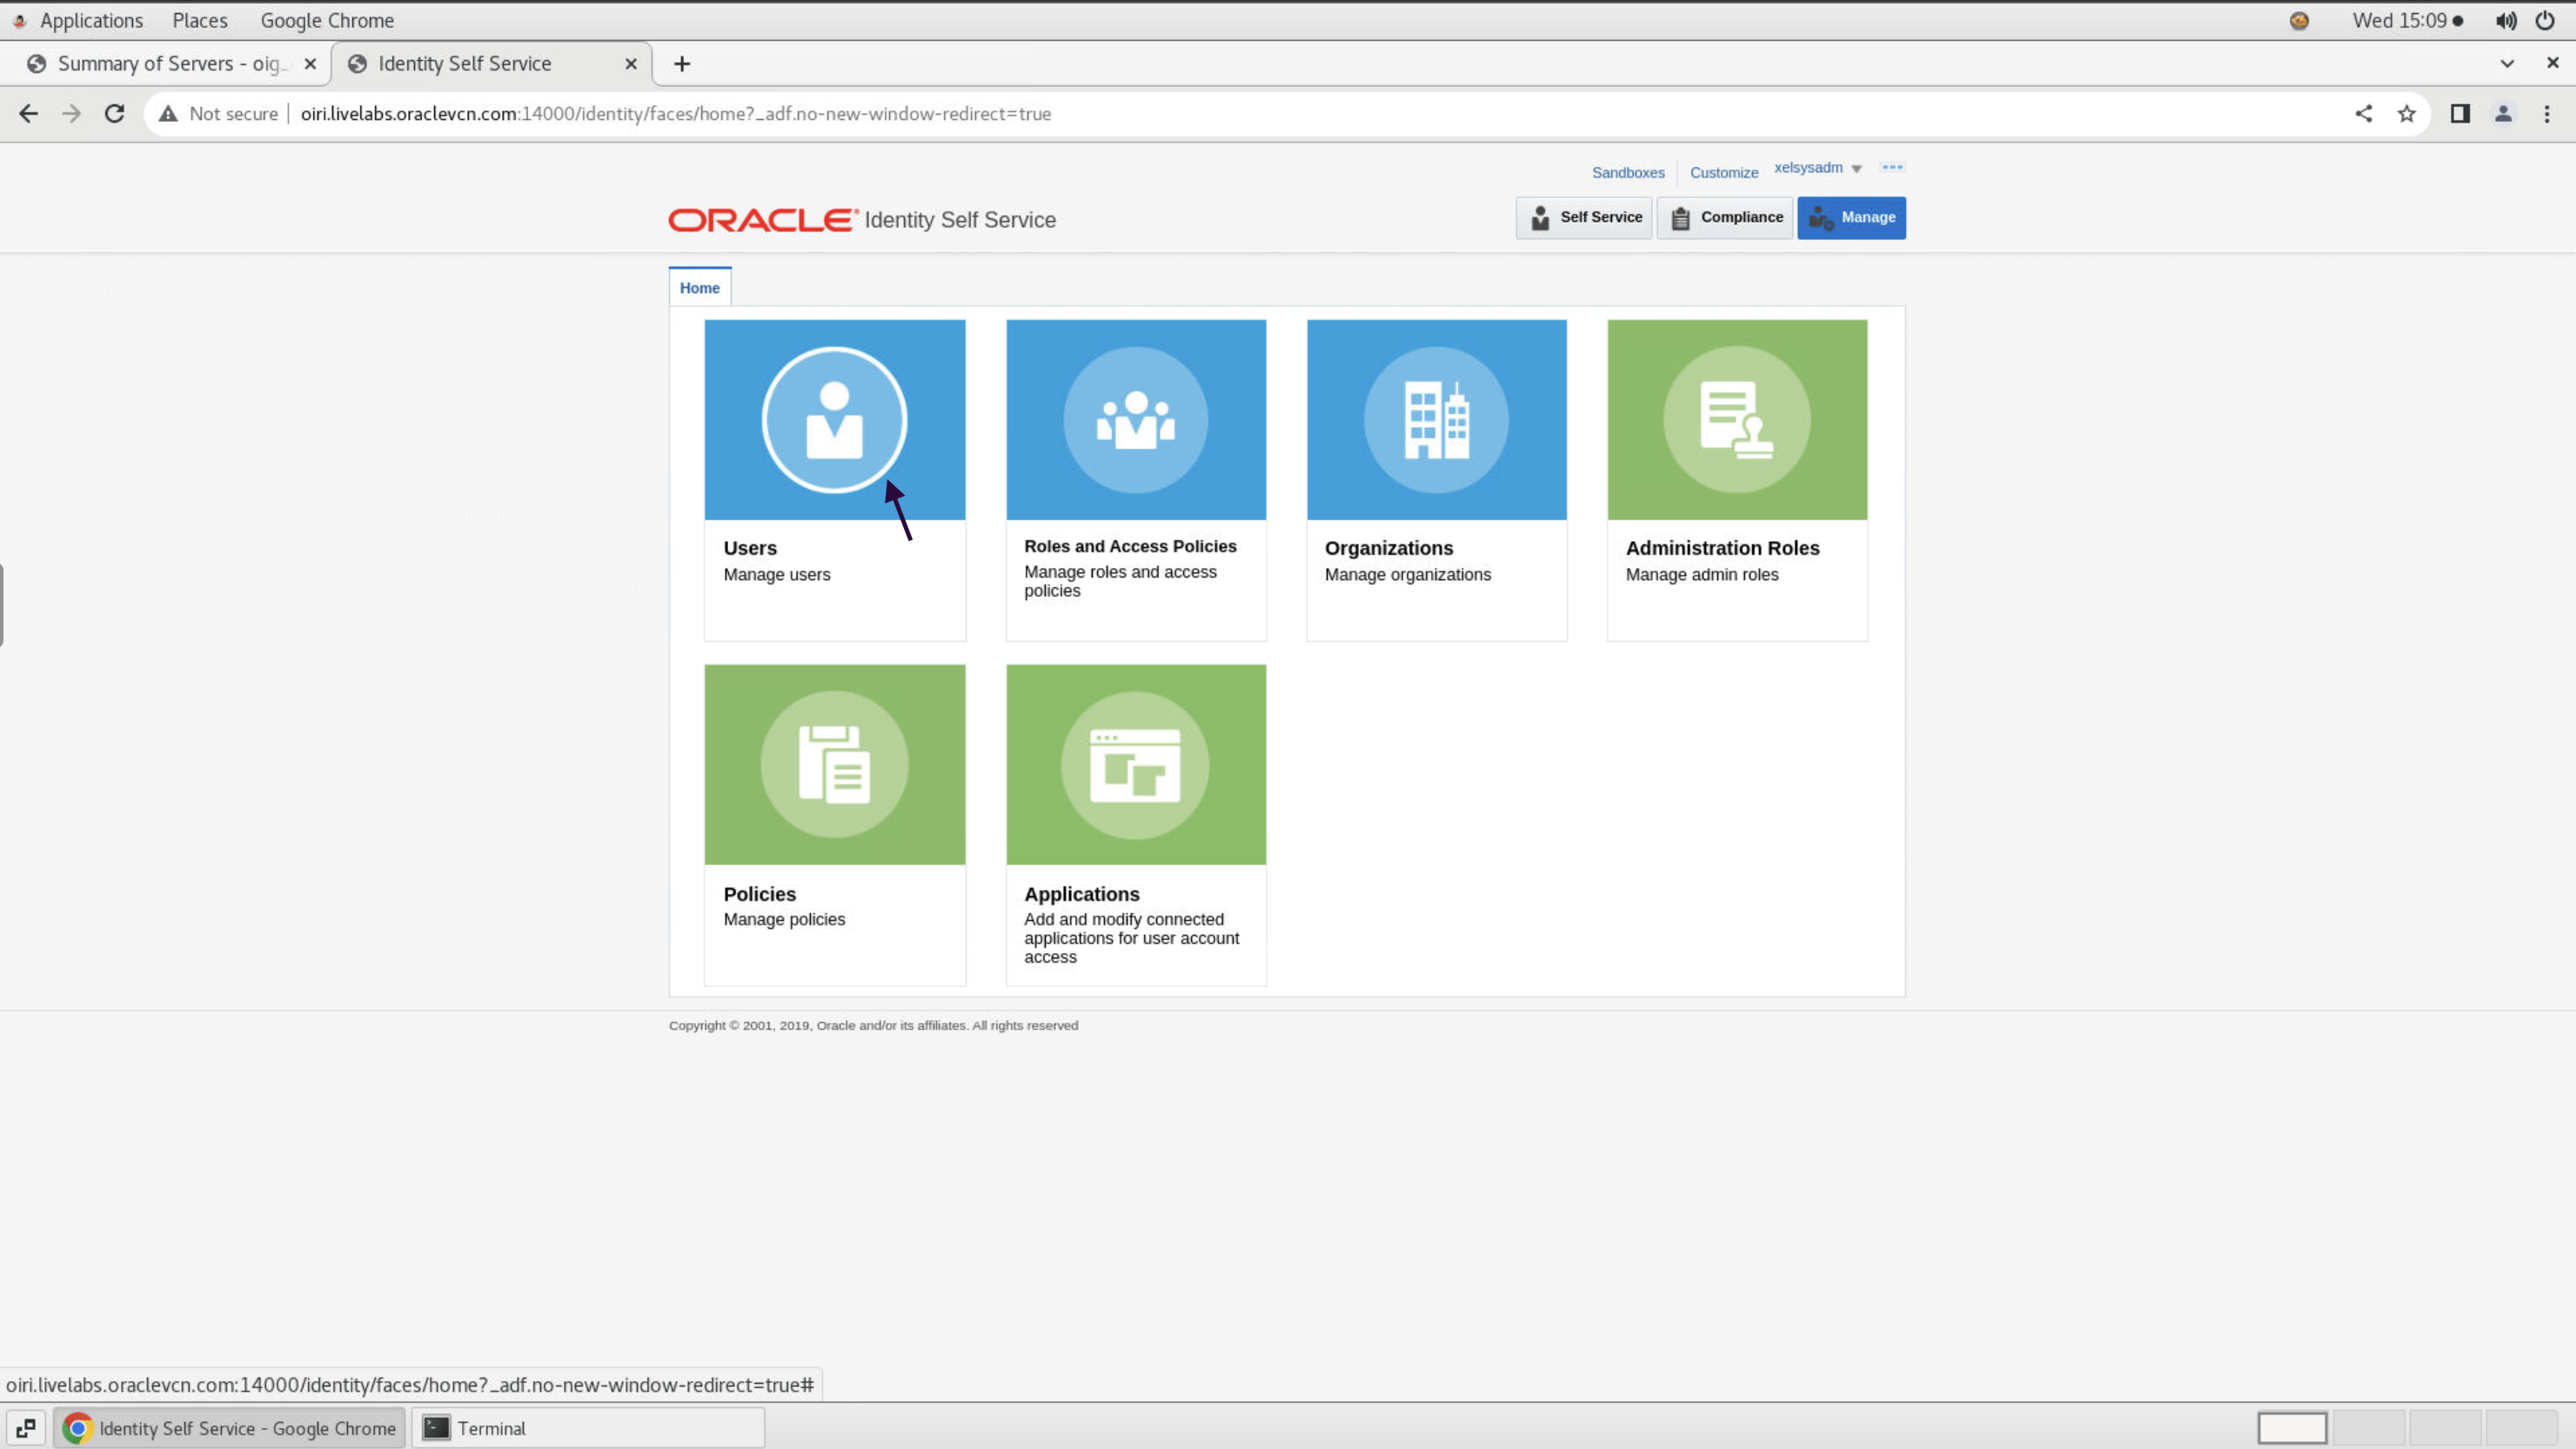 Applications Places Google Chrome Wed 15:09
Summary of Servers - oig_ Identity Self Service
Not secure oiri.livelabs.oraclevcn.com:14000/identity/faces/home?_adf.no-new-window-redirect=true
Sandboxes Customize xelsysadm
ORACLE Identity Self Service
Self Service Compliance Manage
Home
Users
Manage users
Roles and Access Policies
Manage roles and access
policies
Organizations
Manage organizations
Administration Roles
Manage admin roles
Policies
Manage policies
Applications
Add and modify connected
applications for user account
access
Copyright © 2001, 2019, Oracle and/or its affiliates. All rights reserved
oiri.livelabs.oraclevcn.com:14000/identity/faces/home?_adf.no-new-window-redirect=true#
Identity Self Service - Google Chrome Terminal